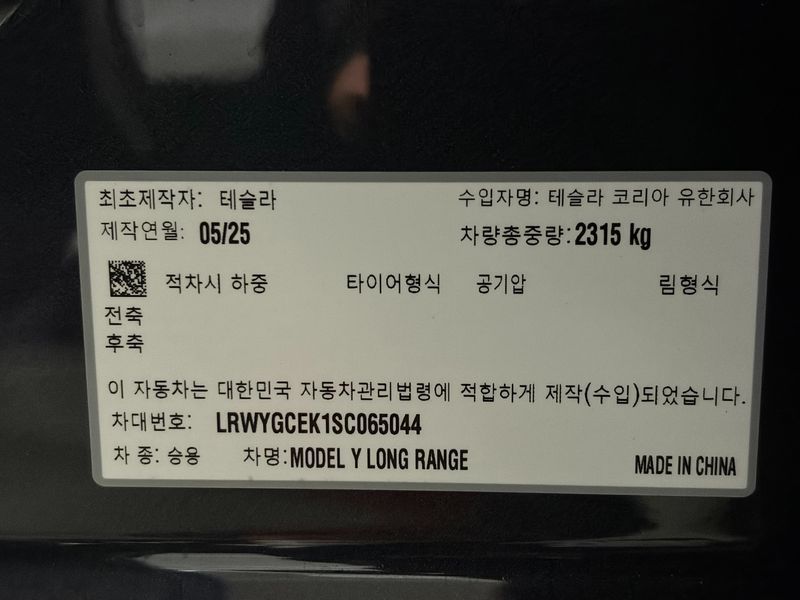 최초제작자: 테슬라 수입자명: 테슬라 코리아 유한회사
제작연월: 05/25 차량총중량: 2315 kg
적차시 하중 타이어형식 공기압 림형식
전축
후축
이 자동차는 대한민국 자동차관리법령에 적합하게 제작(수입)되었습니다.
차대번호: LRWYGCEK1SC065044
차 종: 승용 차명: MODEL Y LONG RANGE MADE IN CHINA